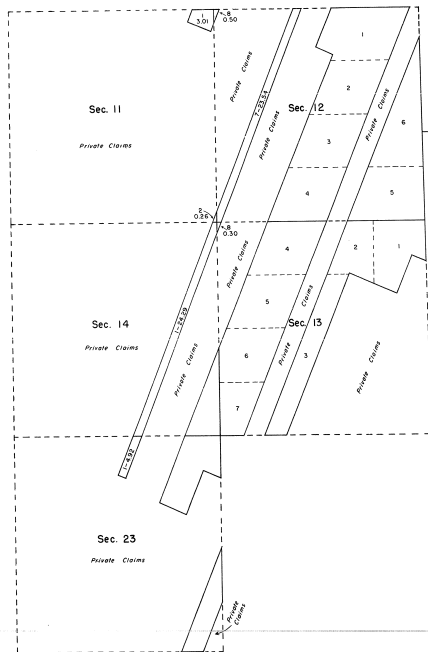 1
3.01
8
0.50
Private Claims
7-23.54
Sec. 12
Private Claims
1
2
3
4
Private Claims
6
5
Sec. 11
Private Claims
2
0.26
8
0.30
Private Claims
4
5
6
7
2
1
Sec. 13
Private Claims
3
Private Claims
Sec. 14
Private Claims
1-24.29
Private Claims
1-4.92
Sec. 23
Private Claims
Private
Claims